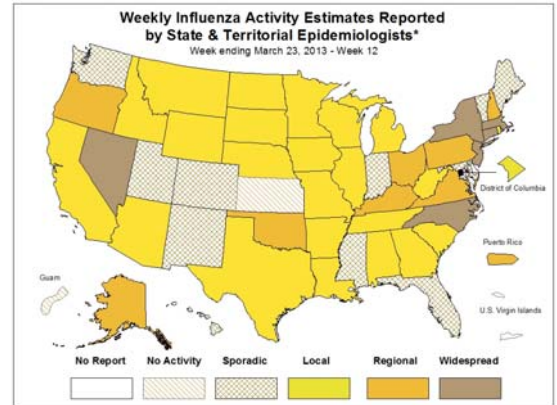 Weekly Influenza Activity Estimates Reported
by State & Territorial Epidemiologists*
Week ending March 23, 2013 - Week 12
District of Columbia
Puerto Rico
Guam
U.S. Virgin Islands
No Report No Activity Sporadic Local Regional Widespread